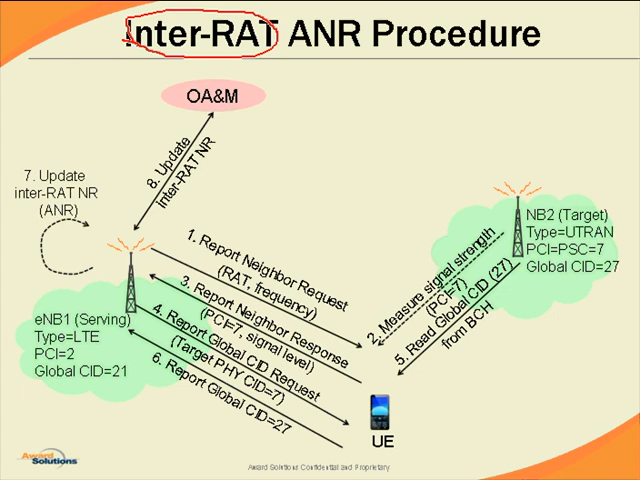 Inter-RAT ANR Procedure
OA&M
8. Update
inter-RAT NR
7. Update
inter-RAT NR
(ANR)
1. Report Neighbor Request
(RAT, frequency)
3. Report Neighbor Response
(PCI=7, signal level)
4. Report Global CID Request
(Target PHY CID=7)
6. Report Global CID=27
2. Measure signal strength
(PCI=7)
5. Read Global CID (27)
from BCH
NB2 (Target)
Type=UTRAN
PCI=PSC=7
Global CID=27
eNB1 (Serving)
Type=LTE
PCI=2
Global CID=21
UE
Award
Solutions
Award Solutions Confidential and Proprietary